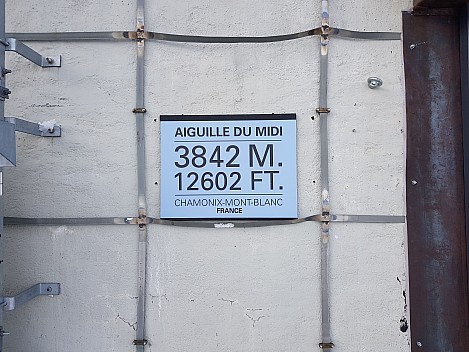 AIGUILLE DU MIDI
3842 M.
12602 FT.
CHAMONIX-MONT-BLANC
FRANCE